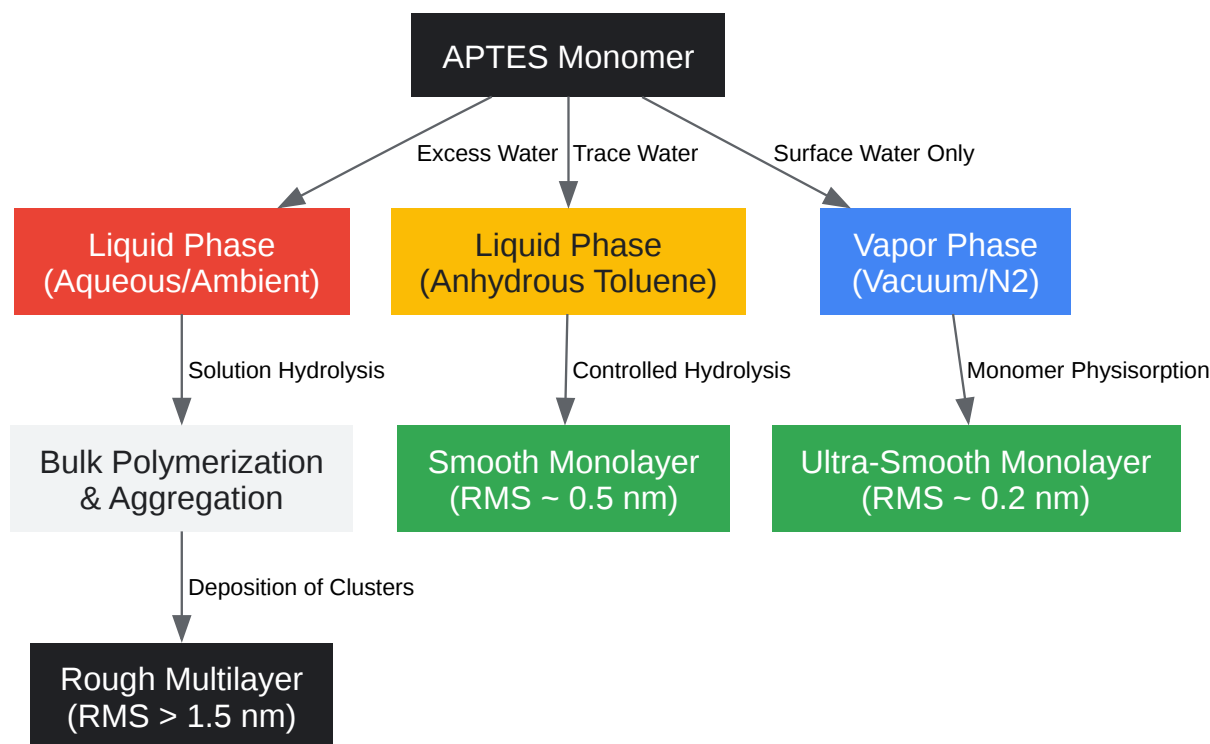 APTES Monomer
Excess Water
Trace Water
Surface Water Only
Liquid Phase
(Aqueous/Ambient)
Liquid Phase
(Anhydrous Toluene)
Vapor Phase
(Vacuum/N2)
Solution Hydrolysis
Controlled Hydrolysis
Monomer Physisorption
Bulk Polymerization
& Aggregation
Smooth Monolayer
(RMS ~ 0.5 nm)
Ultra-Smooth Monolayer
(RMS ~ 0.2 nm)
Deposition of Clusters
Rough Multilayer
(RMS > 1.5 nm)